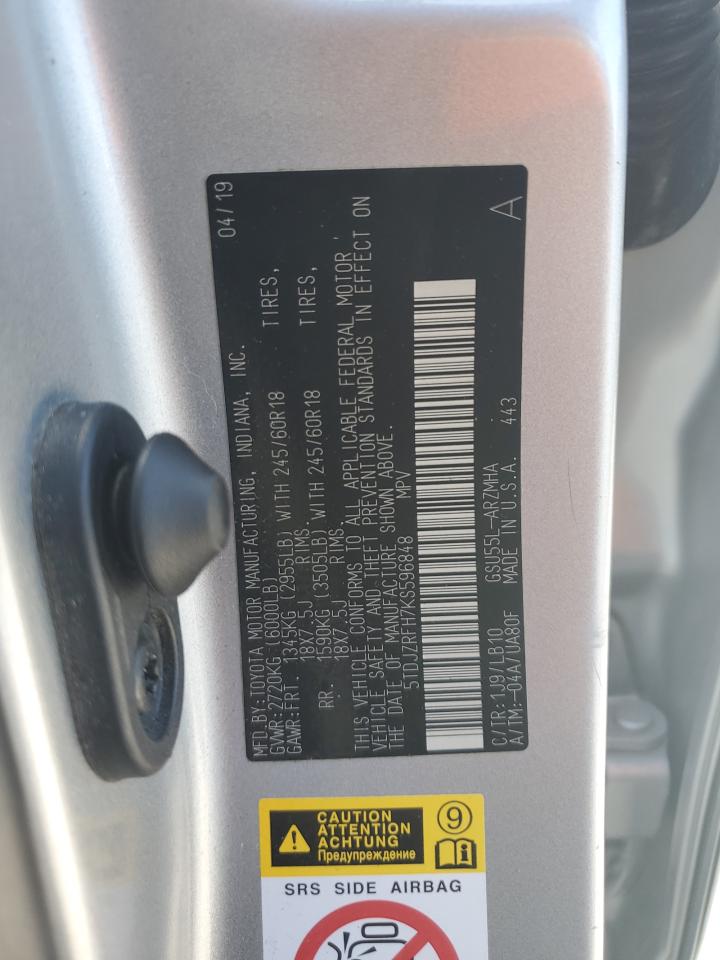 04/19
MFD.BY:TOYOTA MOTOR MANUFACTURING, INDIANA, INC.
GVWR:2720KG (6000LB)
GAWR:FRT. 1345KG (2955LB) WITH 245/60R18 TIRES,
18X7.5J RIMS.
RR. 1590KG (3505LB) WITH 245/60R18 TIRES,
18X7.5J RIMS.
THIS VEHICLE CONFORMS TO ALL APPLICABLE FEDERAL MOTOR
VEHICLE SAFETY AND THEFT PREVENTION STANDARDS IN EFFECT ON
THE DATE OF MANUFACTURE SHOWN ABOVE.
5TDJZRFH7KS596848 MPV
C/TR:1J9/LB10 GSU55L-ARZMHA
A/TM:-04A/UA80F MADE IN U.S.A. 443
A
CAUTION
ATTENTION
ACHTUNG
Предупреждение
9
i
SRS SIDE AIRBAG